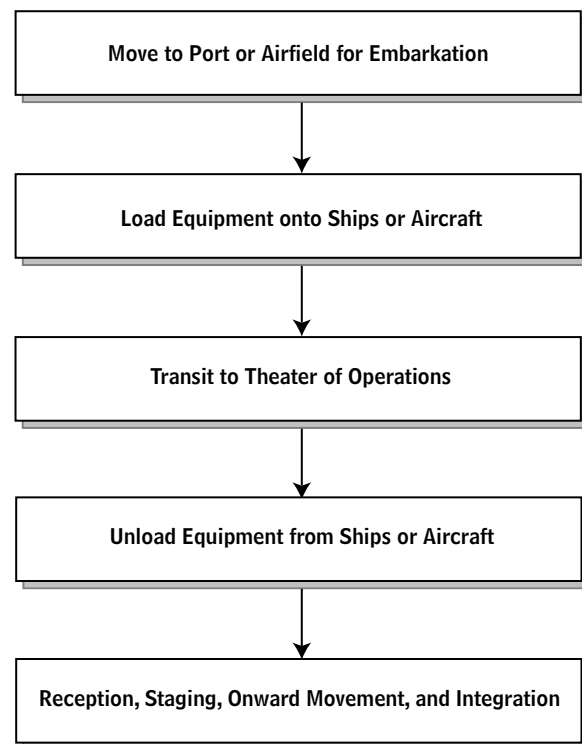 Move to Port or Airfield for Embarkation
Load Equipment onto Ships or Aircraft
Transit to Theater of Operations
Unload Equipment from Ships or Aircraft
Reception, Staging, Onward Movement, and Integration